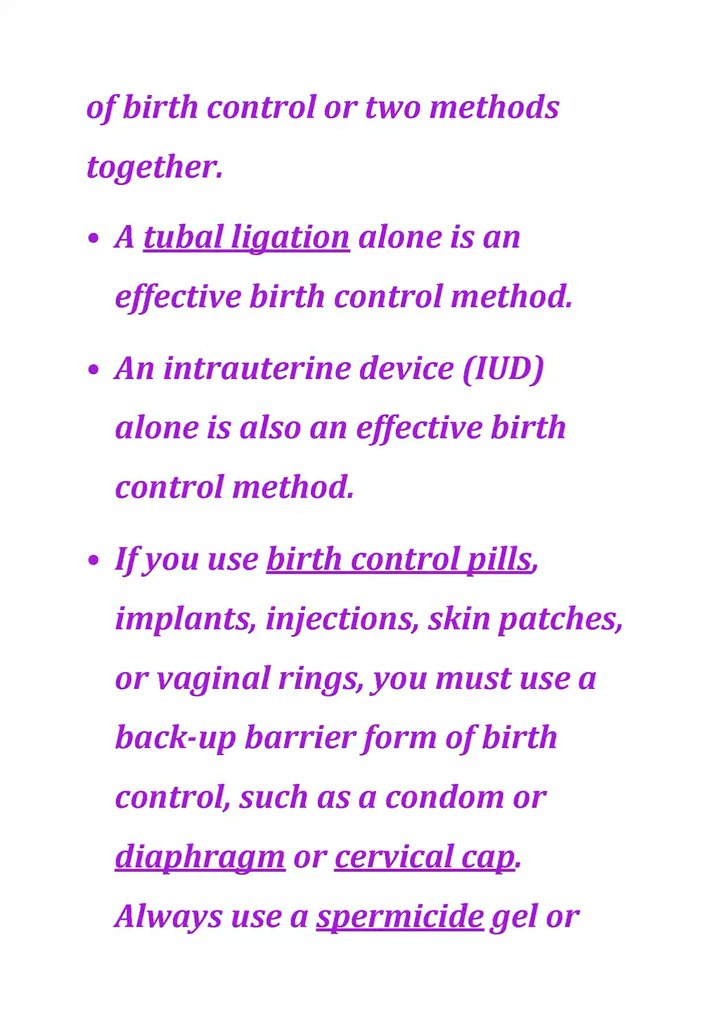 of birth control or two methods
together.
• A tubal ligation alone is an
effective birth control method.
• An intrauterine device (IUD)
alone is also an effective birth
control method.
• If you use birth control pills,
implants, injections, skin patches,
or vaginal rings, you must use a
back-up barrier form of birth
control, such as a condom or
diaphragm or cervical cap.
Always use a spermicide gel or